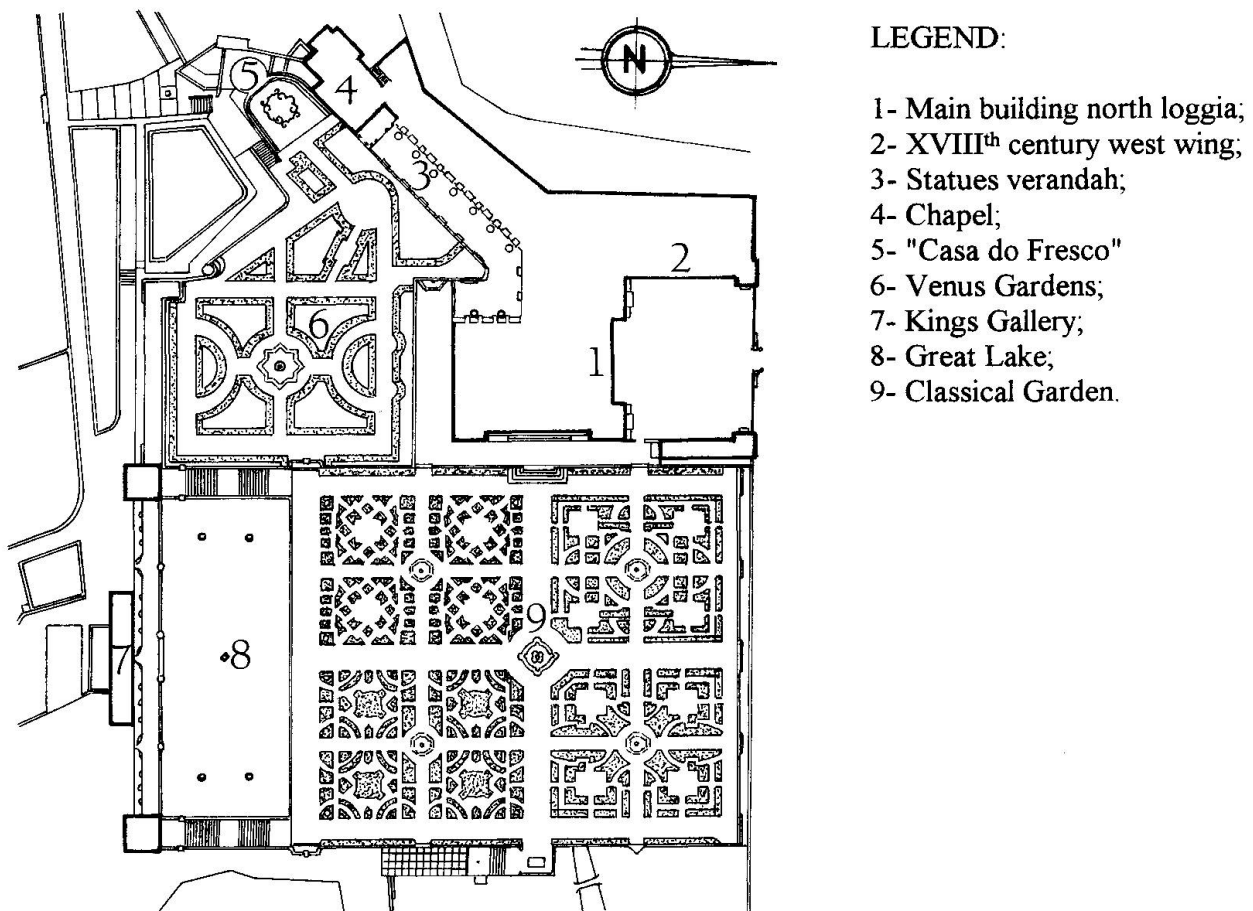 N
LEGEND:
1- Main building north loggia;
2- XVIIIth century west wing;
3- Statues verandah;
4- Chapel;
5- "Casa do Fresco"
6- Venus Gardens;
7- Kings Gallery;
8- Great Lake;
9- Classical Garden.
5
4
3
2
6
1
9
7
8